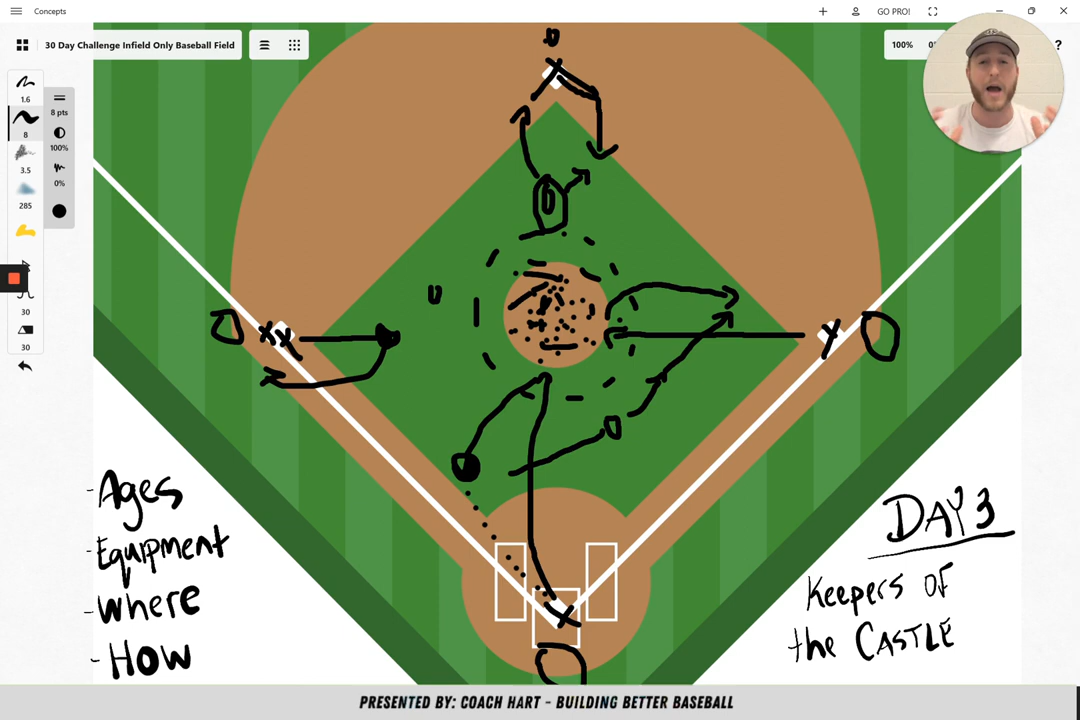 Concepts
GO PRO!
30 Day Challenge Infield Only Baseball Field
100%
?
1.6
8 pts
8
100%
3.5
0%
285
30
30
- Ages
- Equipment
- where
- How
DAY 3
Keepers of
the CASTLE
PRESENTED BY: COACH HART - BUILDING BETTER BASEBALL